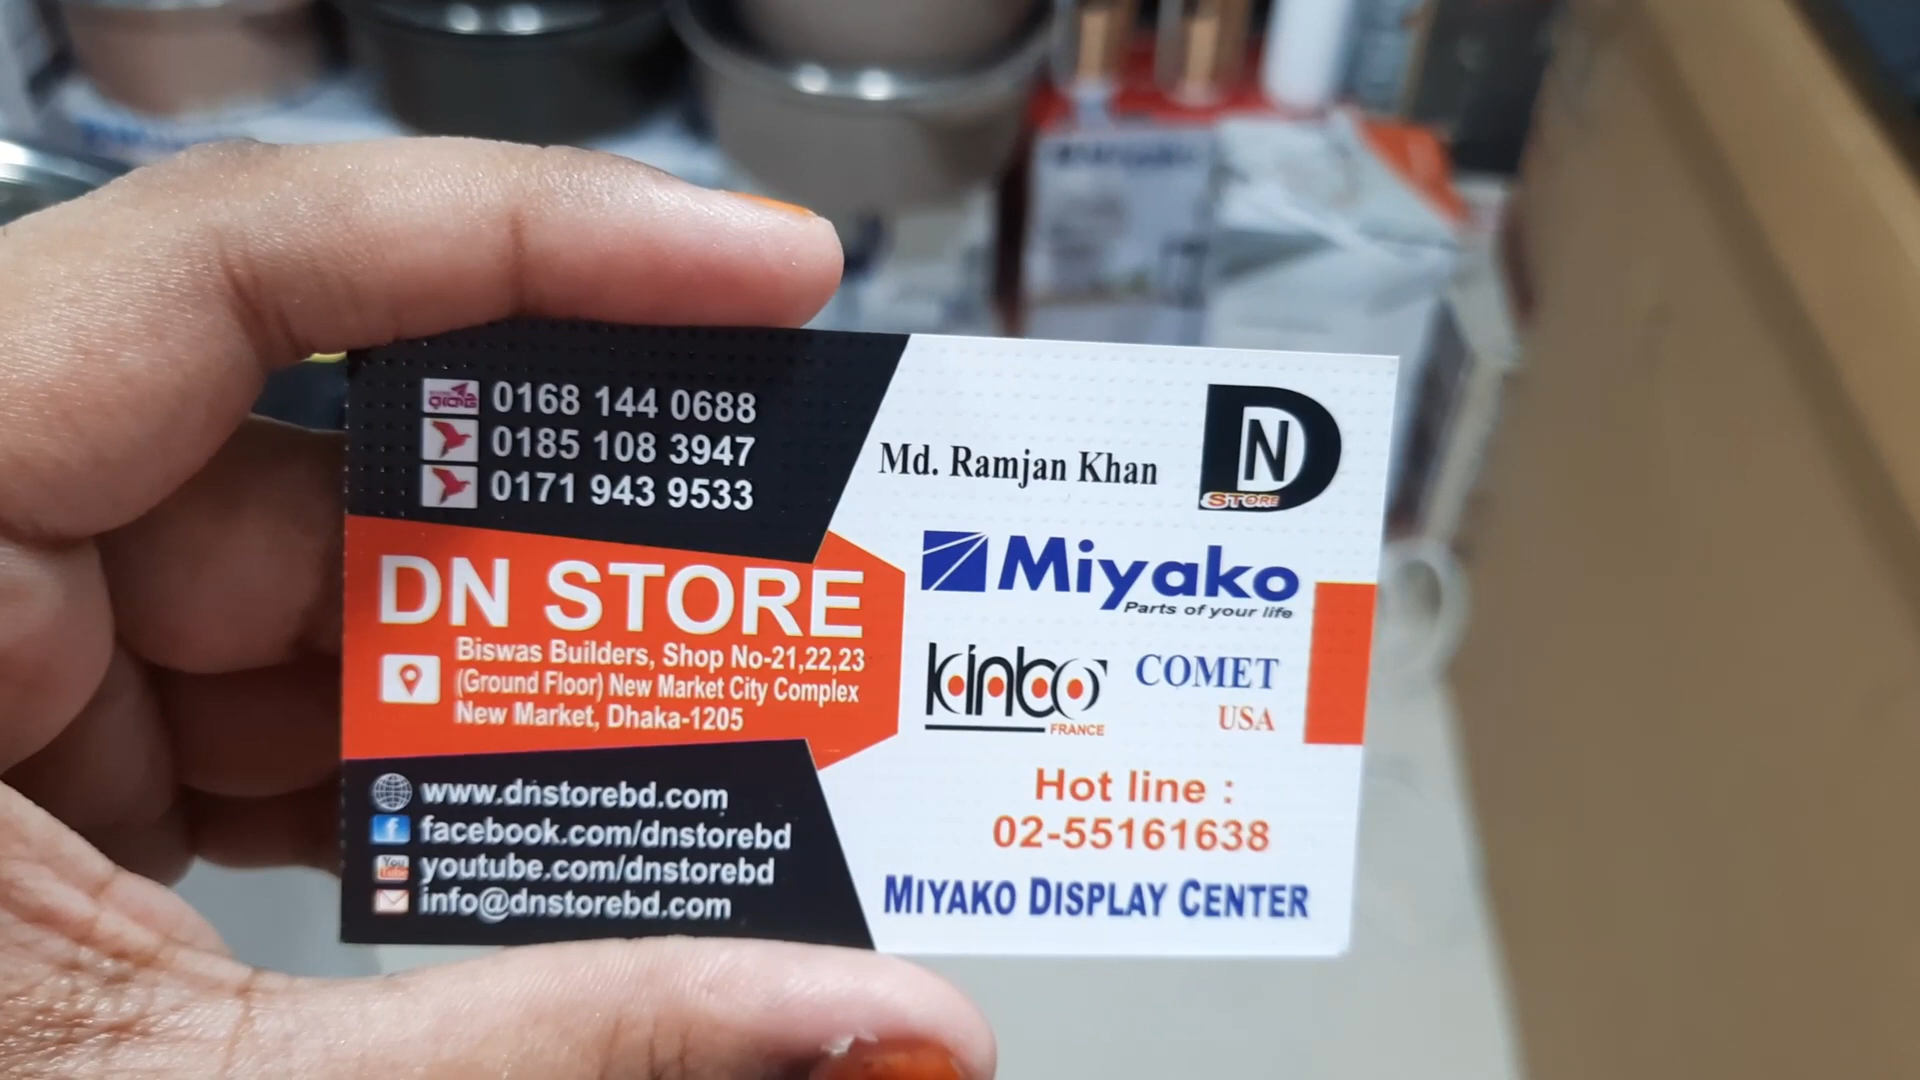 রকেট
0168 144 0688
0185 108 3947
0171 943 9533
DN STORE
Biswas Builders, Shop No-21,22,23
(Ground Floor) New Market City Complex
New Market, Dhaka-1205
www.dnstorebd.com
facebook.com/dnstorebd
You Tube youtube.com/dnstorebd
info@dnstorebd.com
Md. Ramjan Khan
DN
STORE
Miyako
Parts of your life
kinbo
FRANCE
COMET
USA
Hot line :
02-55161638
MIYAKO DISPLAY CENTER